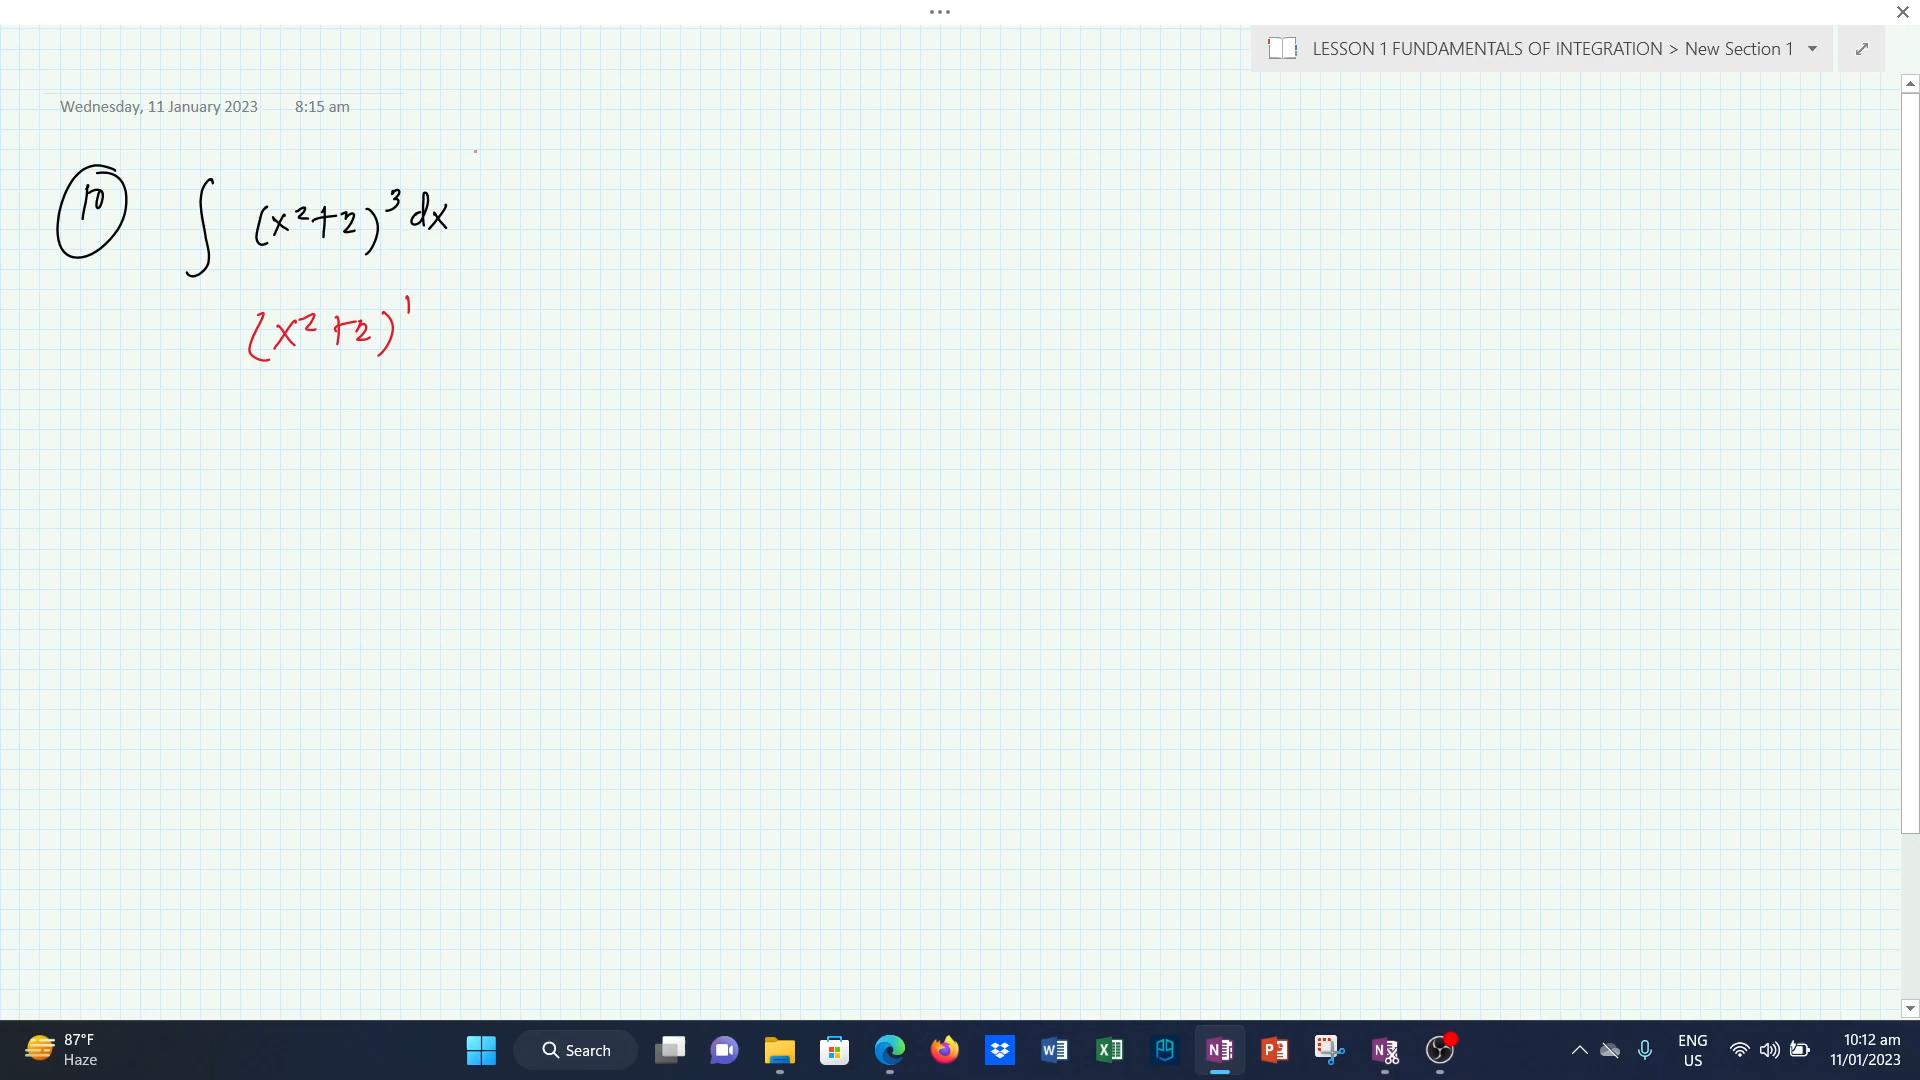 LESSON 1 FUNDAMENTALS OF INTEGRATION > New Section 1
Wednesday, 11 January 2023 8:15 am
10 ∫ (x²+2)³ dx
(x²+2)¹
87°F
Haze
Search
ENG
US
10:12 am
11/01/2023